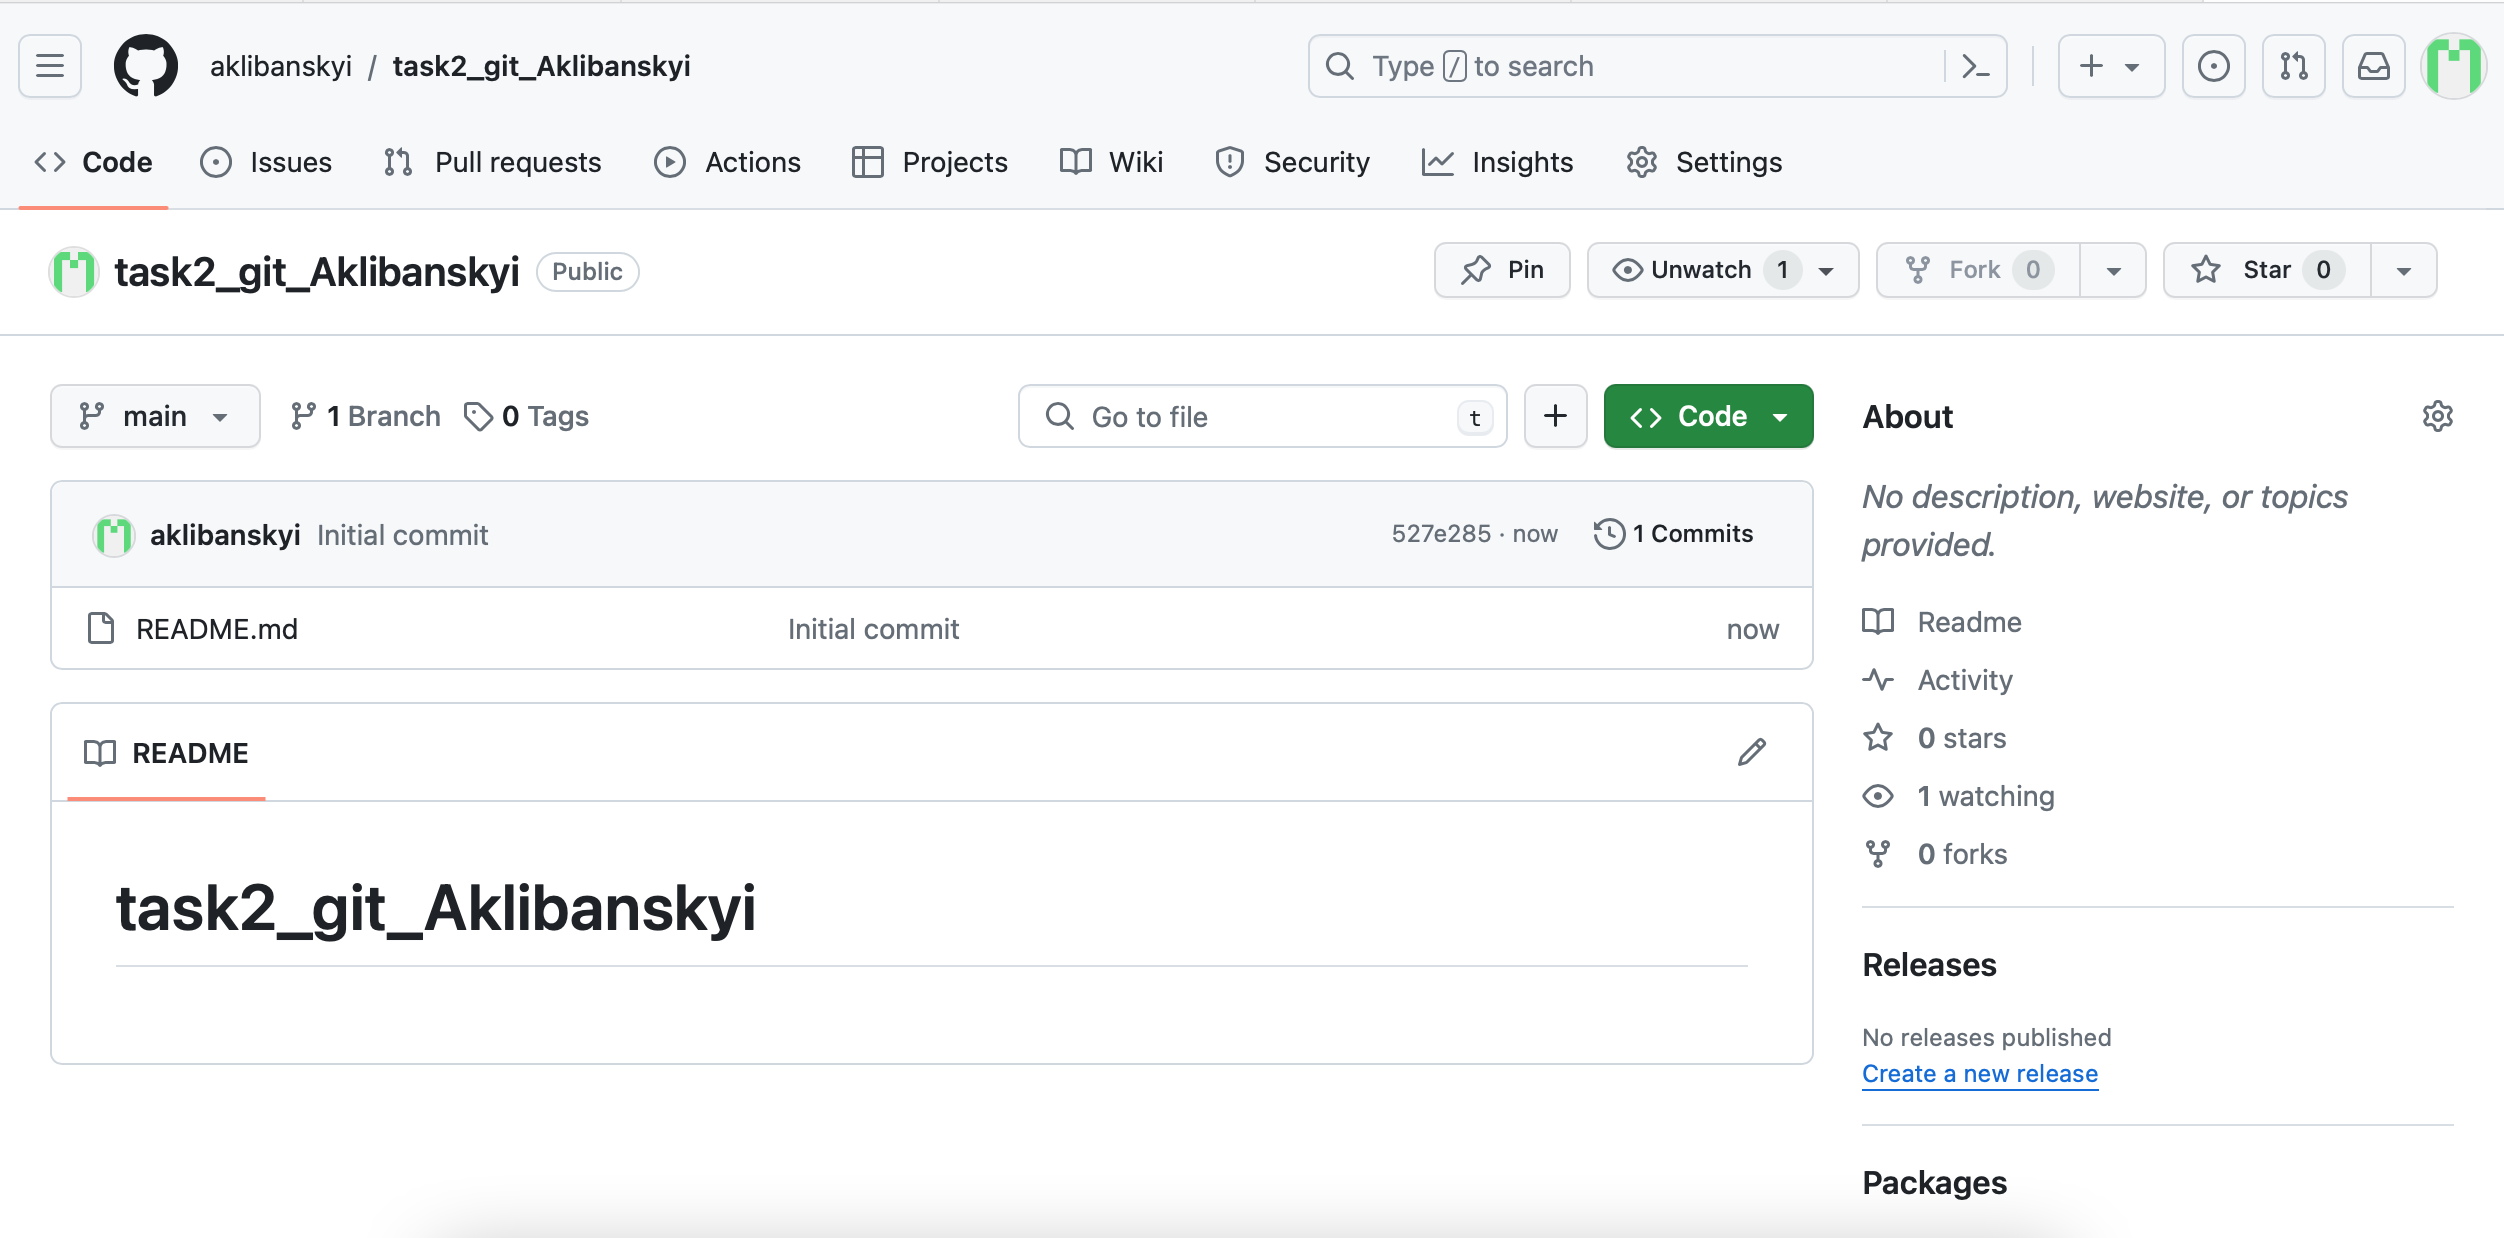 aklibanskyi / task2_git_Aklibanskyi
Type / to search
Code Issues Pull requests Actions Projects Wiki Security Insights Settings
task2_git_Aklibanskyi Public
Pin Unwatch 1 Fork 0 Star 0
main 1 Branch 0 Tags Go to file t Code
aklibanskyi Initial commit 527e285 · now 1 Commits
README.md Initial commit now
README
task2_git_Aklibanskyi
About
No description, website, or topics
provided.
Readme
Activity
0 stars
1 watching
0 forks
Releases
No releases published
Create a new release
Packages